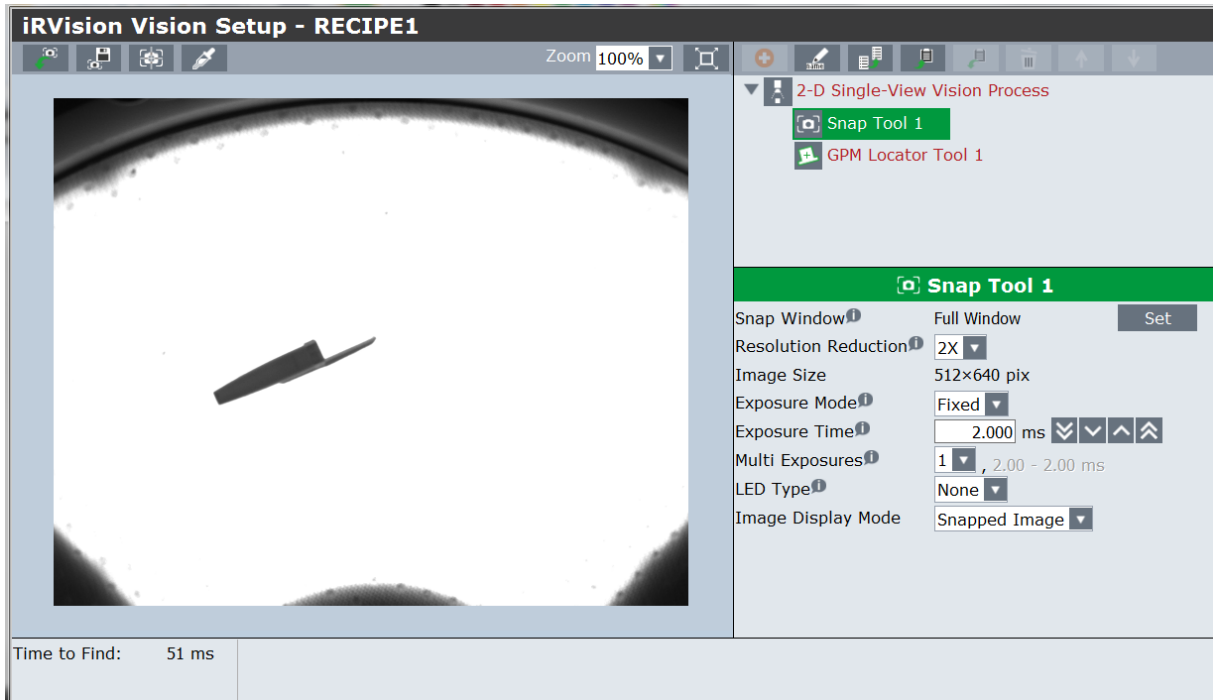 iRVision Vision Setup - RECIPE1
Zoom 100%
2-D Single-View Vision Process
Snap Tool 1
GPM Locator Tool 1
Snap Tool 1
Snap Window Full Window Set
Resolution Reduction 2X
Image Size 512×640 pix
Exposure Mode Fixed
Exposure Time 2.000 ms
Multi Exposures 1 , 2.00 - 2.00 ms
LED Type None
Image Display Mode Snapped Image
Time to Find: 51 ms